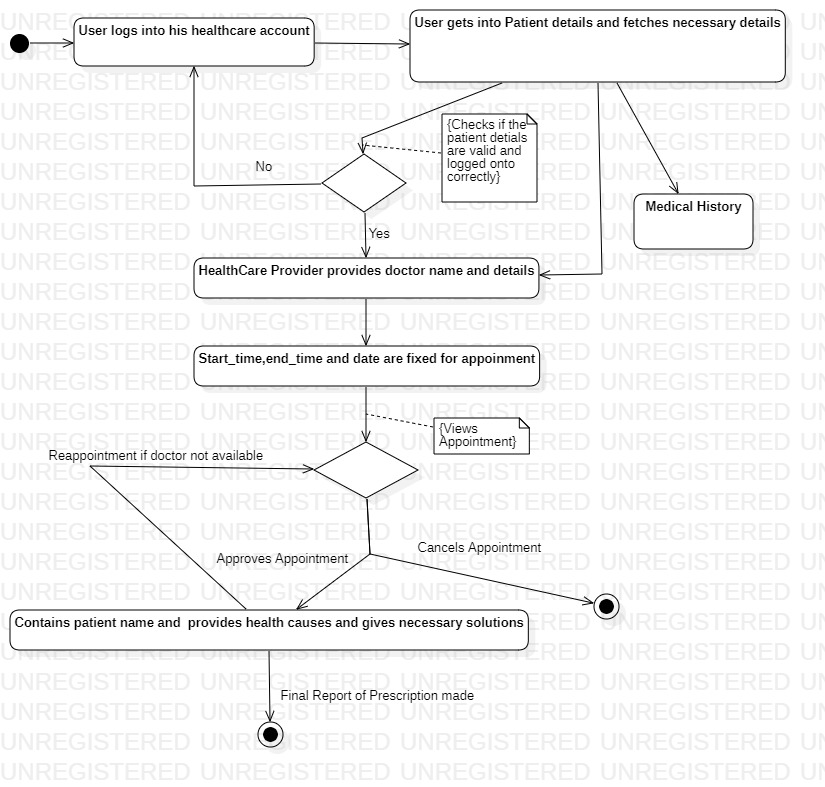 User logs into his healthcare account
User gets into Patient details and fetches necessary details
{Checks if the
patient detials
are valid and
logged onto
correctly}
No
Medical History
Yes
HealthCare Provider provides doctor name and details
Start_time,end_time and date are fixed for appoinment
{Views
Appointment}
Reappointment if doctor not available
Approves Appointment
Cancels Appointment
Contains patient name and  provides health causes and gives necessary solutions
Final Report of Prescription made
UNREGISTERED